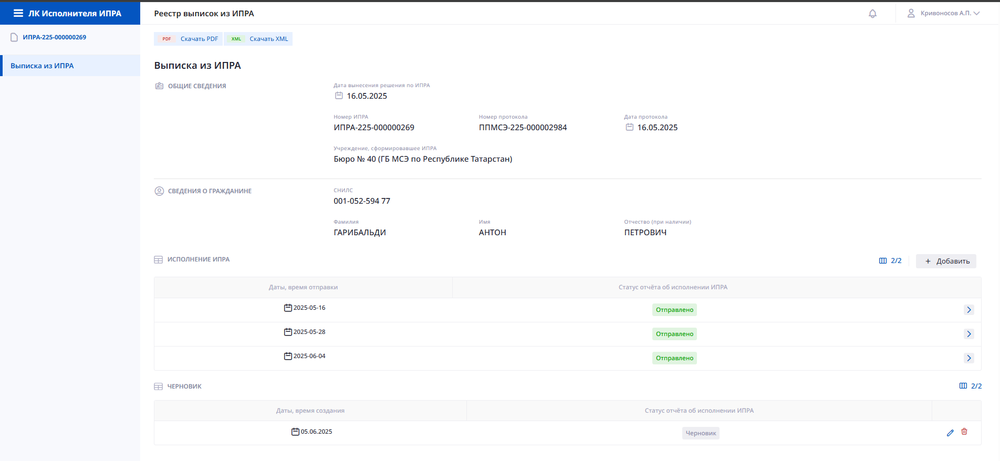 ЛК Исполнителя ИПРА
Реестр выписок из ИПРА
Кривоносов А.П.
ИПРА-225-000000269
Выписка из ИПРА
PDF Скачать PDF
XML Скачать XML
Выписка из ИПРА
ОБЩИЕ СВЕДЕНИЯ
Дата вынесения решения по ИПРА
16.05.2025
Номер ИПРА
ИПРА-225-000000269
Номер протокола
ППМСЭ-225-000002984
Дата протокола
16.05.2025
Учреждение, сформировавшее ИПРА
Бюро № 40 (ГБ МСЭ по Республике Татарстан)
СВЕДЕНИЯ О ГРАЖДАНИНЕ
СНИЛС
001-052-594 77
Фамилия
ГАРИБАЛЬДИ
Имя
АНТОН
Отчество (при наличии)
ПЕТРОВИЧ
ИСПОЛНЕНИЕ ИПРА
2/2
+ Добавить
Даты, время отправки
Статус отчёта об исполнении ИПРА
2025-05-16
Отправлено
2025-05-28
Отправлено
2025-06-04
Отправлено
ЧЕРНОВИК
2/2
Даты, время создания
Статус отчёта об исполнении ИПРА
05.06.2025
Черновик